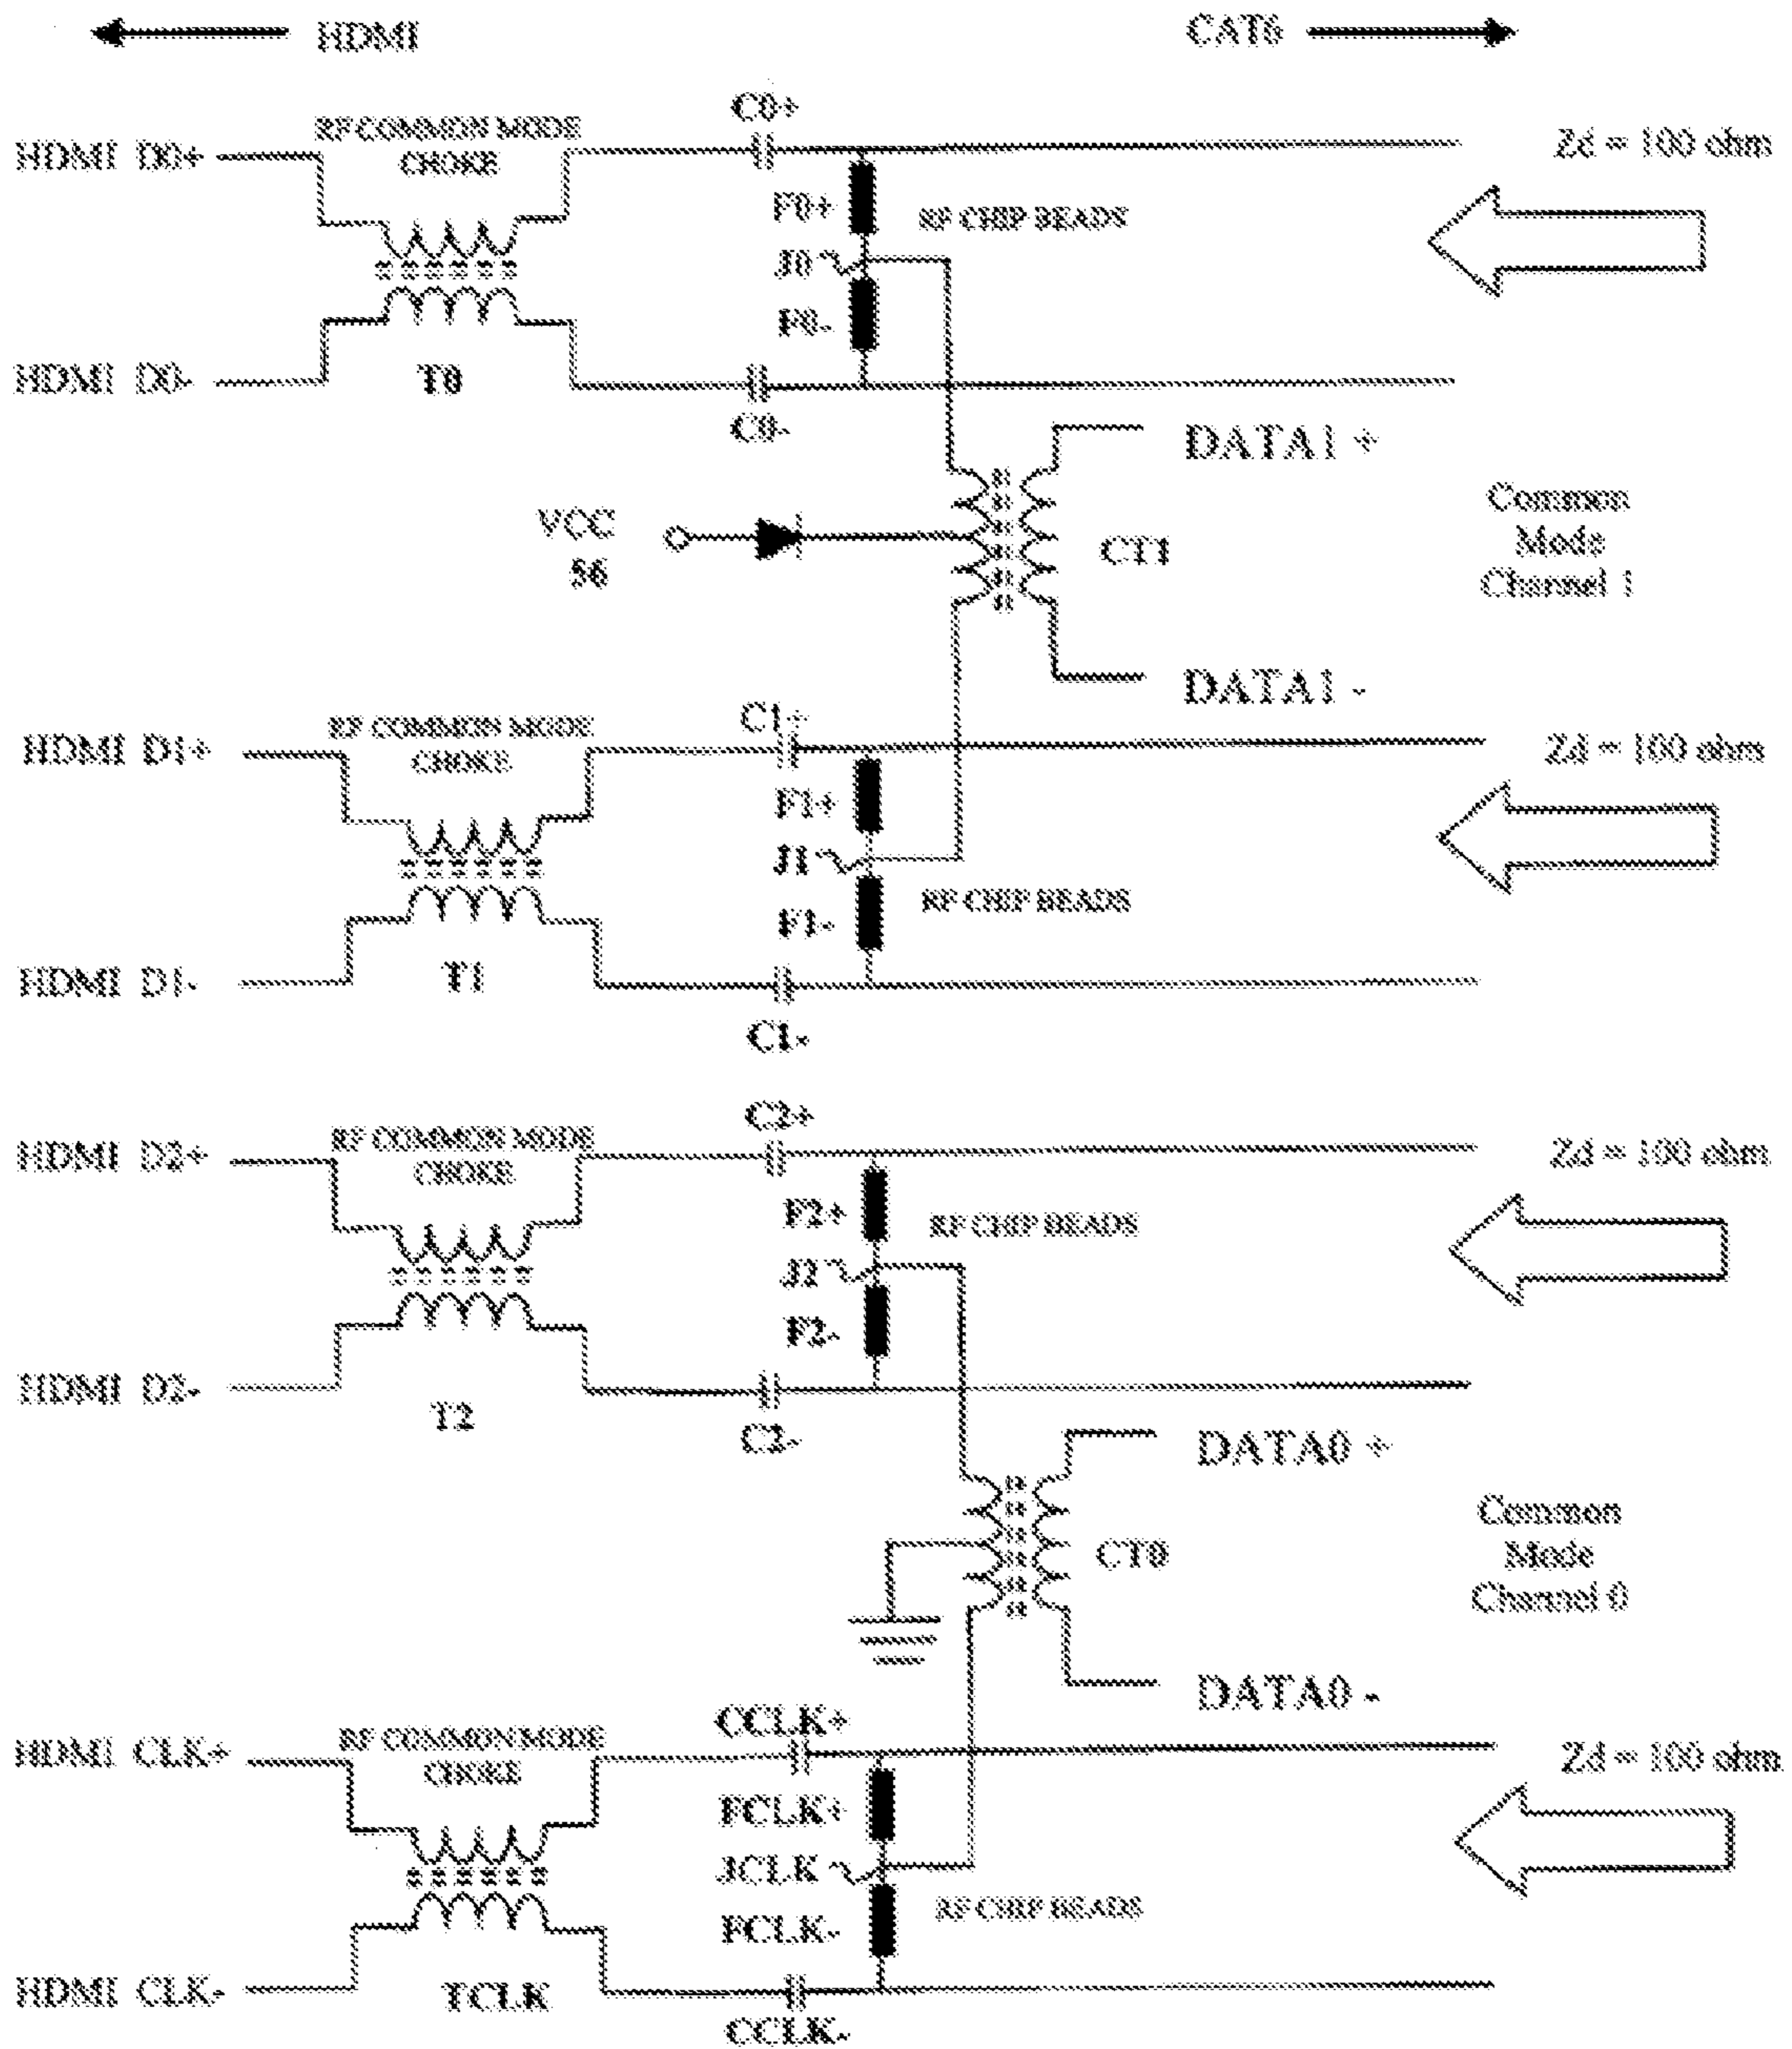 HDMI
CAT6
C0+
RF COMMON MODE
CHOKE
HDMI D0+
Zd = 100 ohm
F0+
RF CHIP BEADS
J0
F0-
HDMI D0-
T0
C0-
DATA1 +
VCC
56
CT1
Common
Mode
Channel 1
DATA1 -
C1+
RF COMMON MODE
CHOKE
HDMI D1+
Zd = 100 ohm
F1+
J1
RF CHIP BEADS
F1-
HDMI D1-
T1
C1-
C2+
RF COMMON MODE
CHOKE
HDMI D2+
Zd = 100 ohm
F2+
RF CHIP BEADS
J2
F2-
HDMI D2-
T2
C2-
DATA0 +
CT0
Common
Mode
Channel 0
DATA0 -
CCLK+
RF COMMON MODE
CHOKE
HDMI CLK+
Zd = 100 ohm
FCLK+
JCLK
RF CHIP BEADS
FCLK-
HDMI CLK-
TCLK
CCLK-